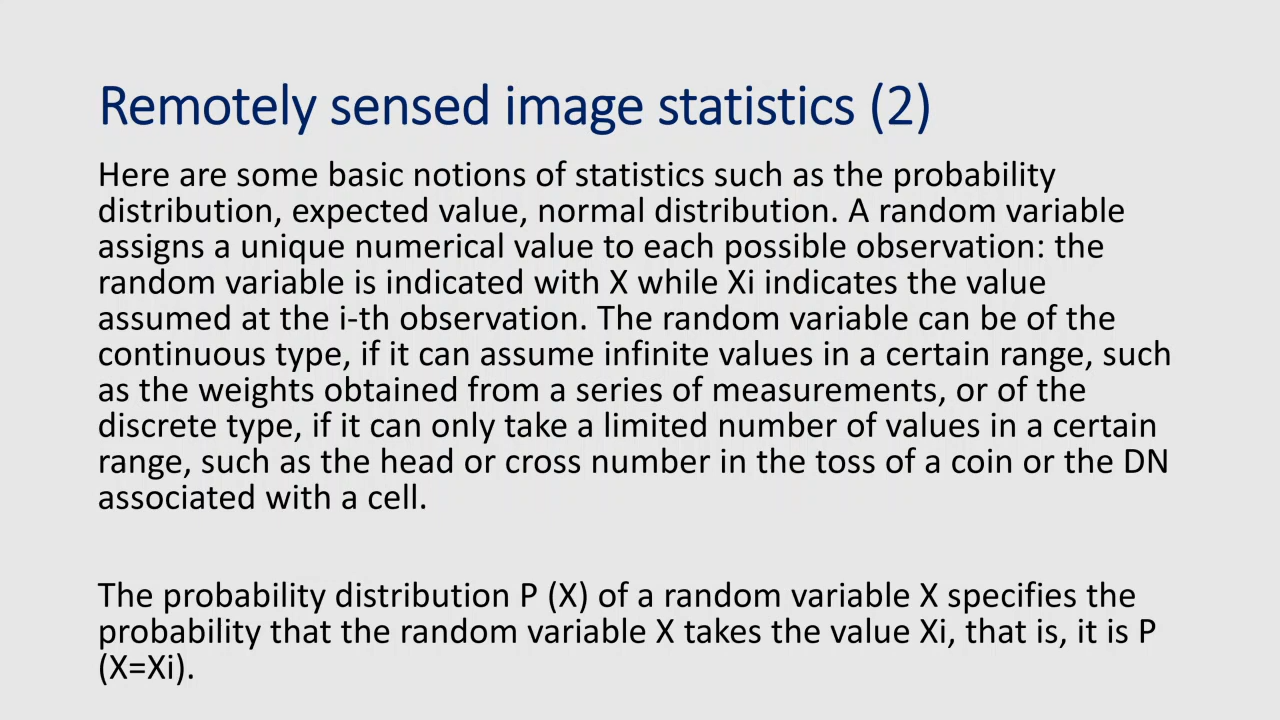 Remotely sensed image statistics (2)
Here are some basic notions of statistics such as the probability
distribution, expected value, normal distribution. A random variable
assigns a unique numerical value to each possible observation: the
random variable is indicated with X while Xi indicates the value
assumed at the i-th observation. The random variable can be of the
continuous type, if it can assume infinite values in a certain range, such
as the weights obtained from a series of measurements, or of the
discrete type, if it can only take a limited number of values in a certain
range, such as the head or cross number in the toss of a coin or the DN
associated with a cell.
The probability distribution P (X) of a random variable X specifies the
probability that the random variable X takes the value Xi, that is, it is P
(X=Xi).